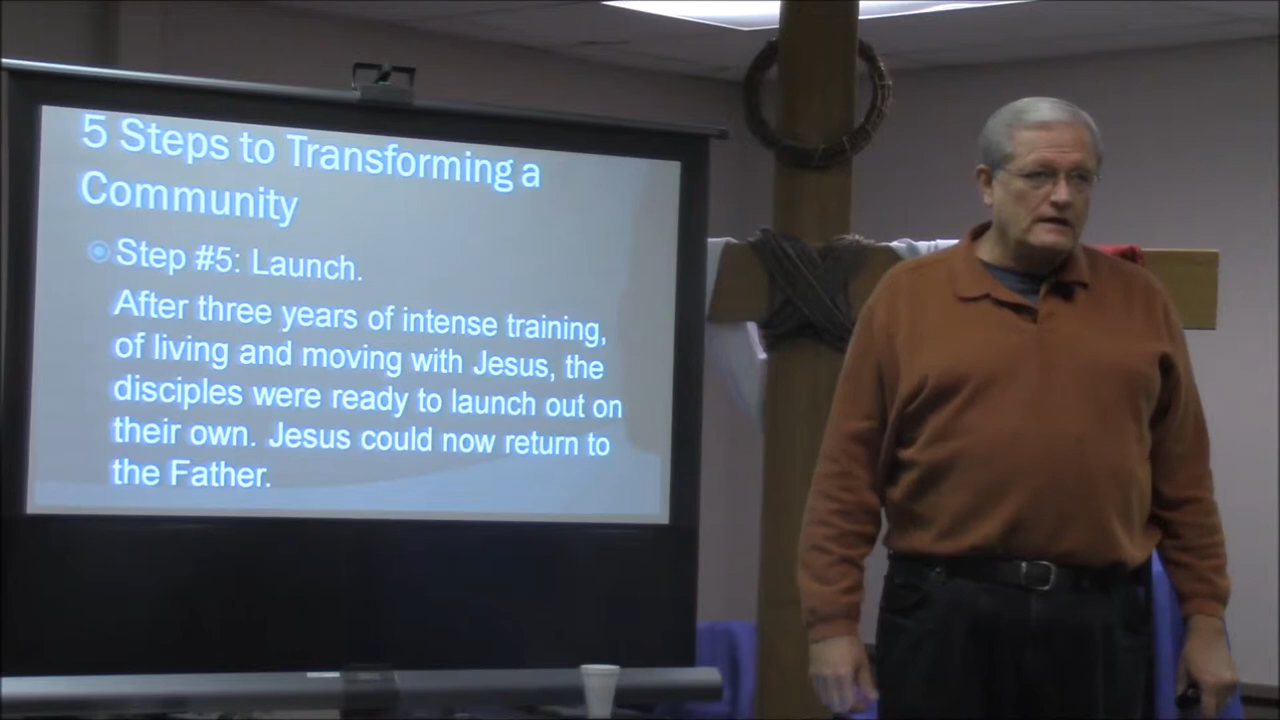 5 Steps to Transforming a
Community
Step #5: Launch.
After three years of intense training,
of living and moving with Jesus, the
disciples were ready to launch out on
their own. Jesus could now return to
the Father.